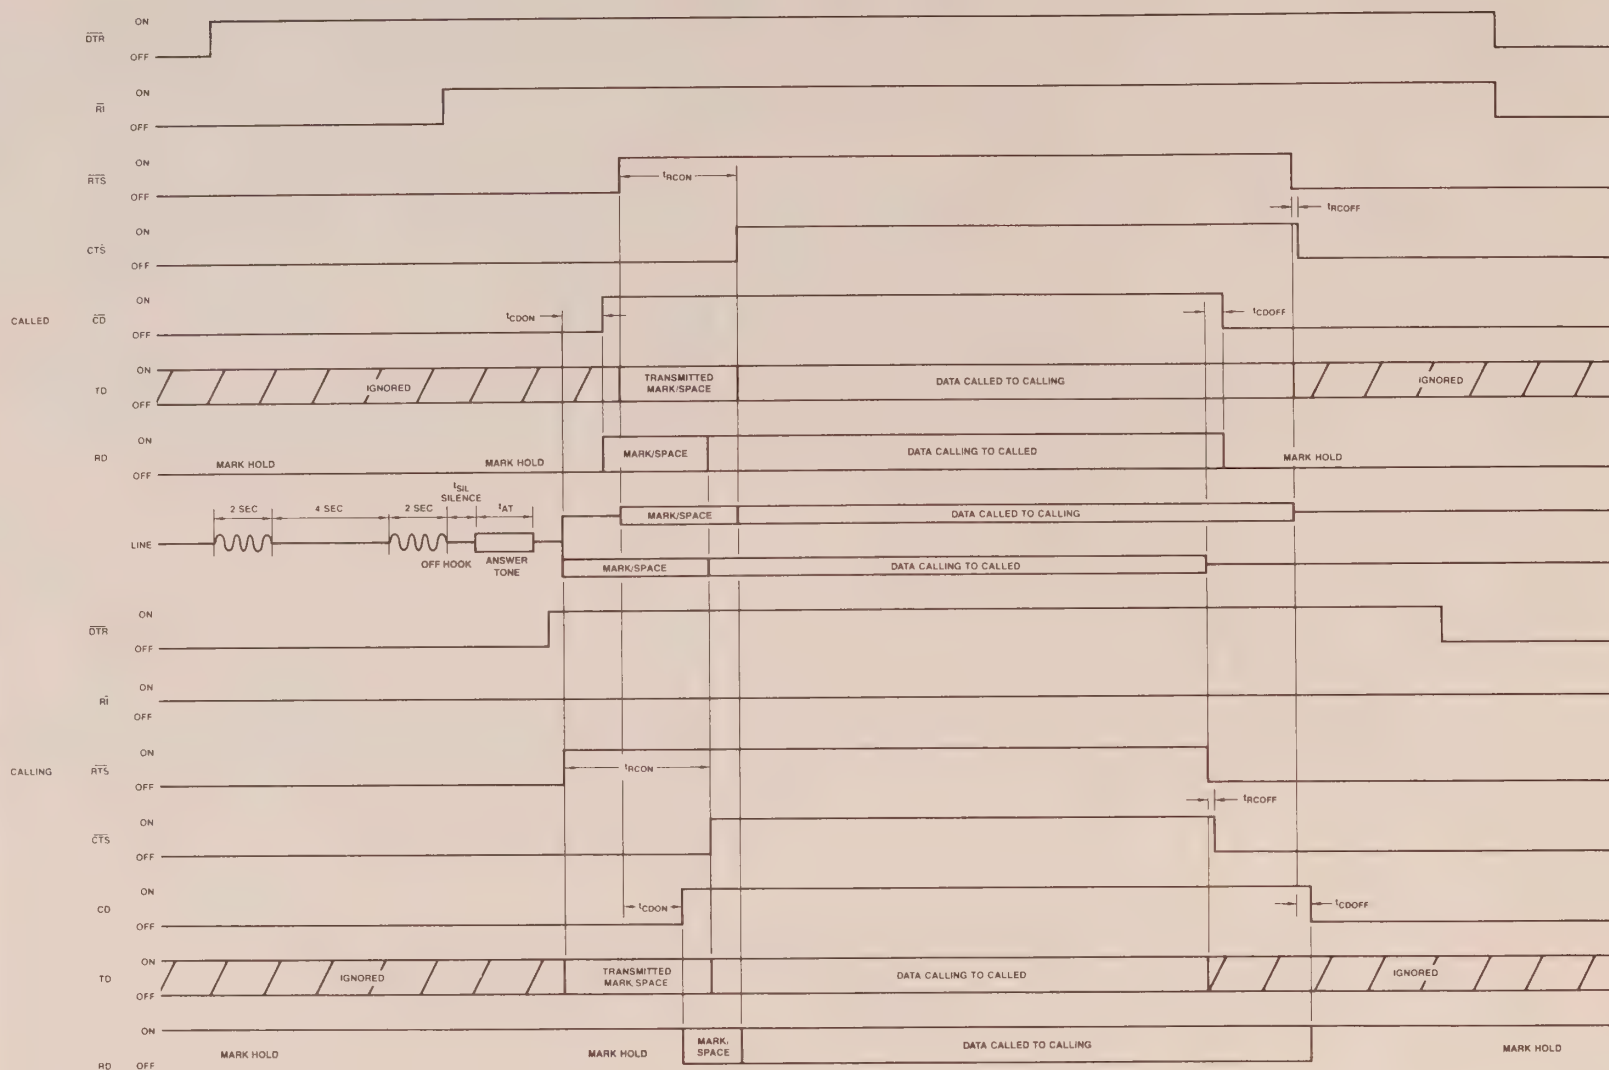 ON
DTR
OFF
ON
RI
OFF
ON
RTS
tRCON
OFF
tRCOFF
ON
CTS
OFF
ON
CALLED
CD
tCDON
tCDOFF
OFF
ON
TD
IGNORED
TRANSMITTED
MARK/SPACE
DATA CALLED TO CALLING
IGNORED
OFF
ON
RD
MARK HOLD
MARK HOLD
MARK/SPACE
DATA CALLING TO CALLED
MARK HOLD
OFF
tSIL
SILENCE
2 SEC
4 SEC
2 SEC
tAT
MARK/SPACE
DATA CALLED TO CALLING
LINE
OFF HOOK
ANSWER
TONE
MARK/SPACE
DATA CALLING TO CALLED
ON
DTR
OFF
ON
RI
OFF
ON
CALLING
RTS
tRCON
OFF
tRCOFF
ON
CTS
OFF
ON
CD
tCDON
tCDOFF
OFF
ON
TD
IGNORED
TRANSMITTED
MARK/SPACE
DATA CALLING TO CALLED
IGNORED
OFF
ON
MARK HOLD
MARK HOLD
MARK/
SPACE
DATA CALLED TO CALLING
MARK HOLD
RD
OFF